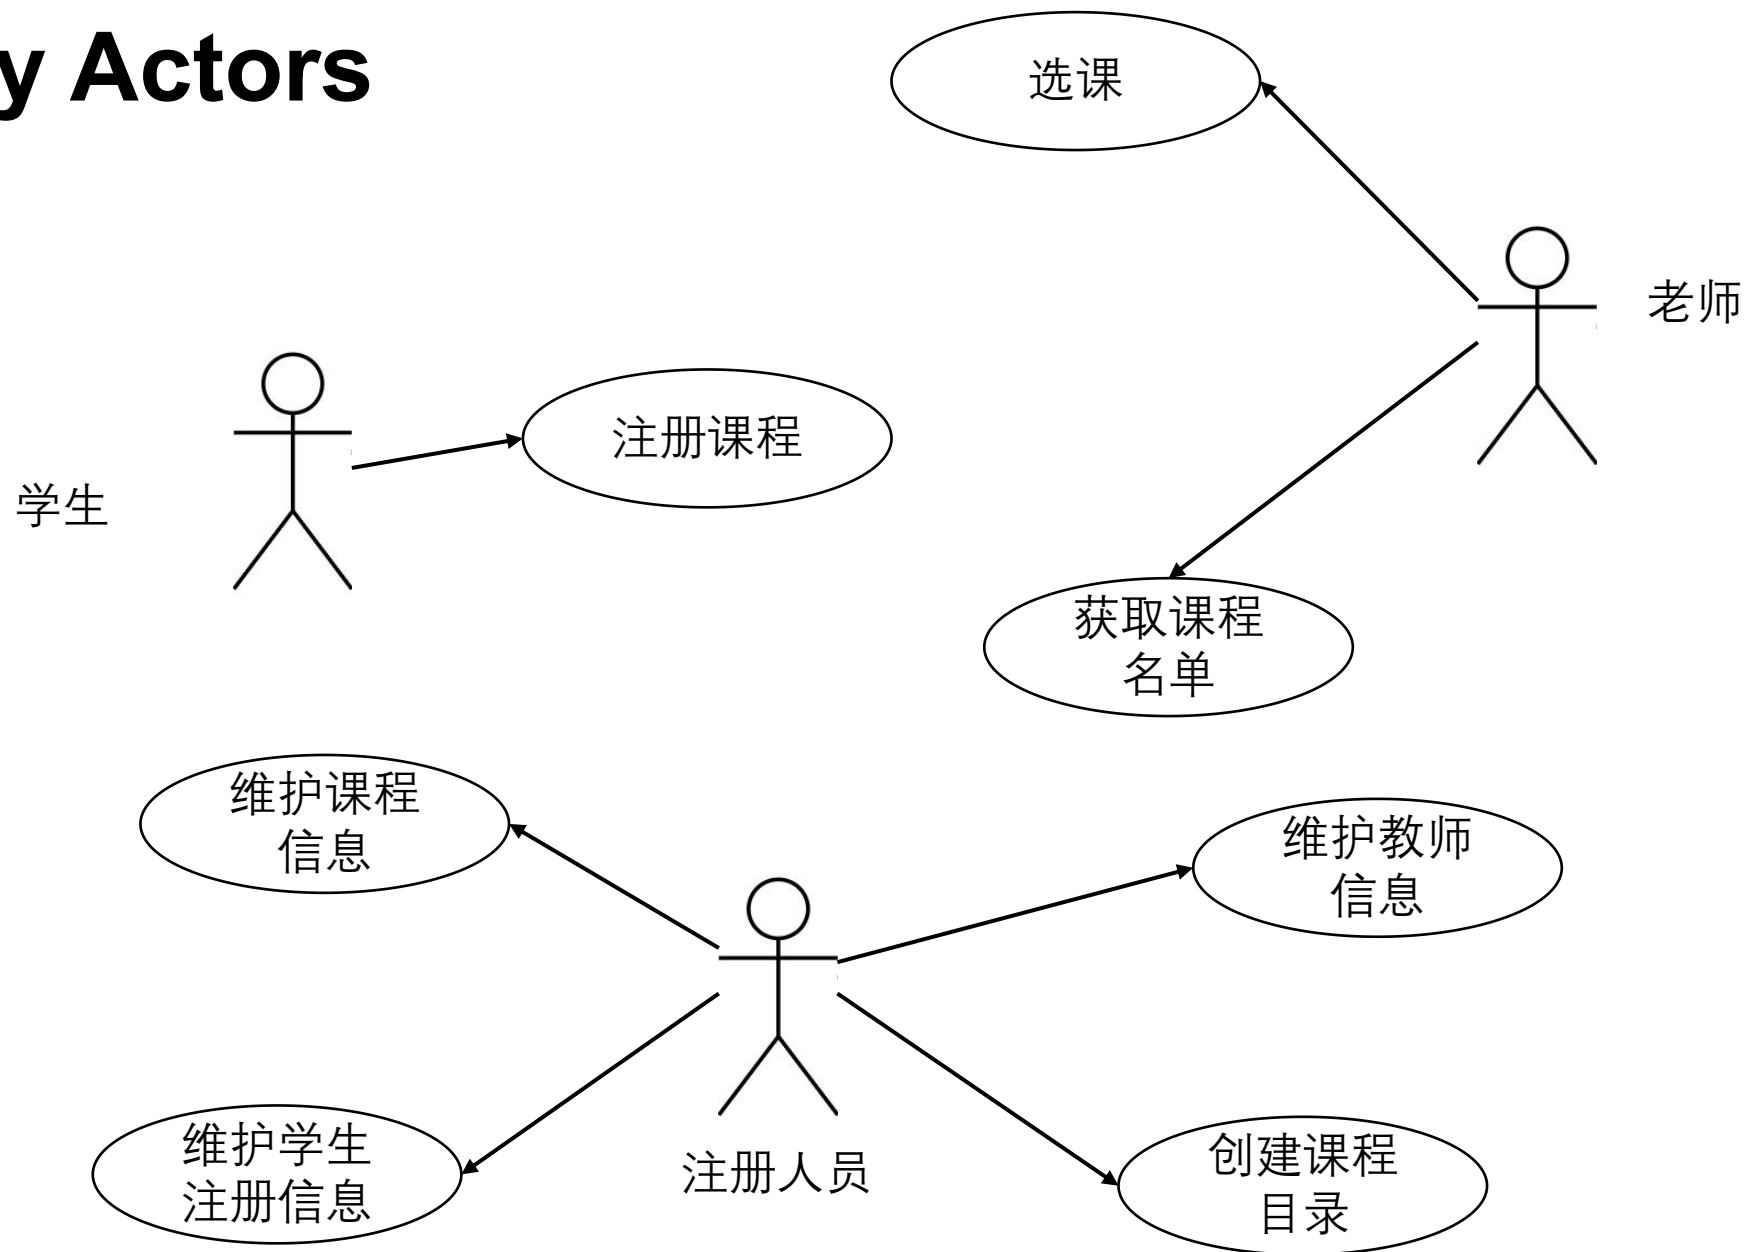 y Actors
选课
老师
注册课程
学生
获取课程
名单
维护课程
信息
维护教师
信息
维护学生
注册信息
注册人员
创建课程
目录